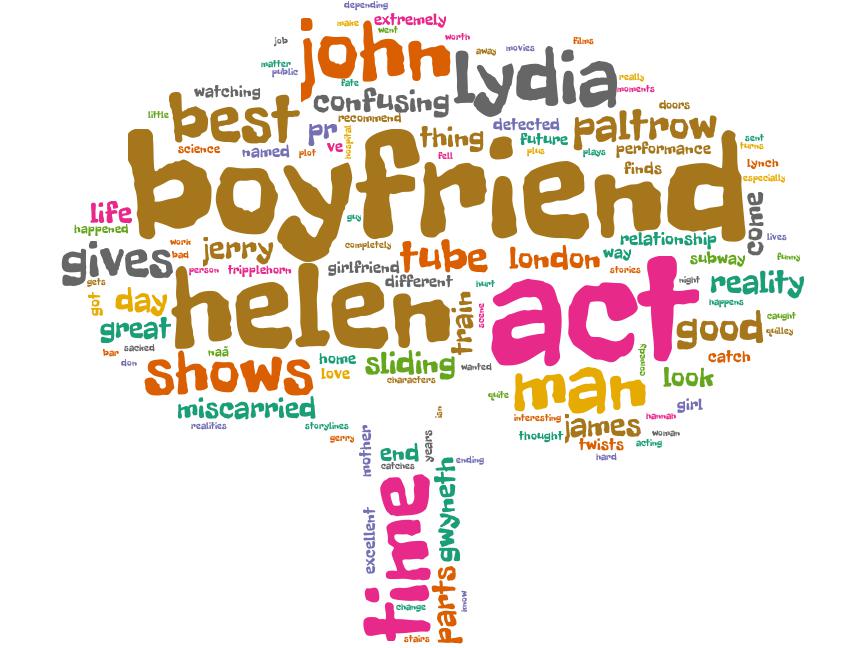 depending
make extremely
went
job john worth
away movies films
matter
public
lydia
really
fate
moments
watching
confusing
little best recommend
doors
pr detected paltrow
hospital
thing future
sent
science named plot ve
plus plays performance
turns
fell
finds lynch
boyfriend
especially
life guy
come
happened
relationship
lives
work
bad jerry completely
tube london way
subway funny
gives person tripplehorn girlfriend
stories
different
night reality
gets
hurt
got day helen train scene act happens
caught
great good quilley
bar sacked naã
comedy
don shows home sliding wanted
catch
love characters
man look
miscarried
quite
girl
realities storylines isn
interesting james hannah
gerry
thought twists acting woman
mother end years
catches
ending hard
time gwyneth
excellent
change parts know
stairs